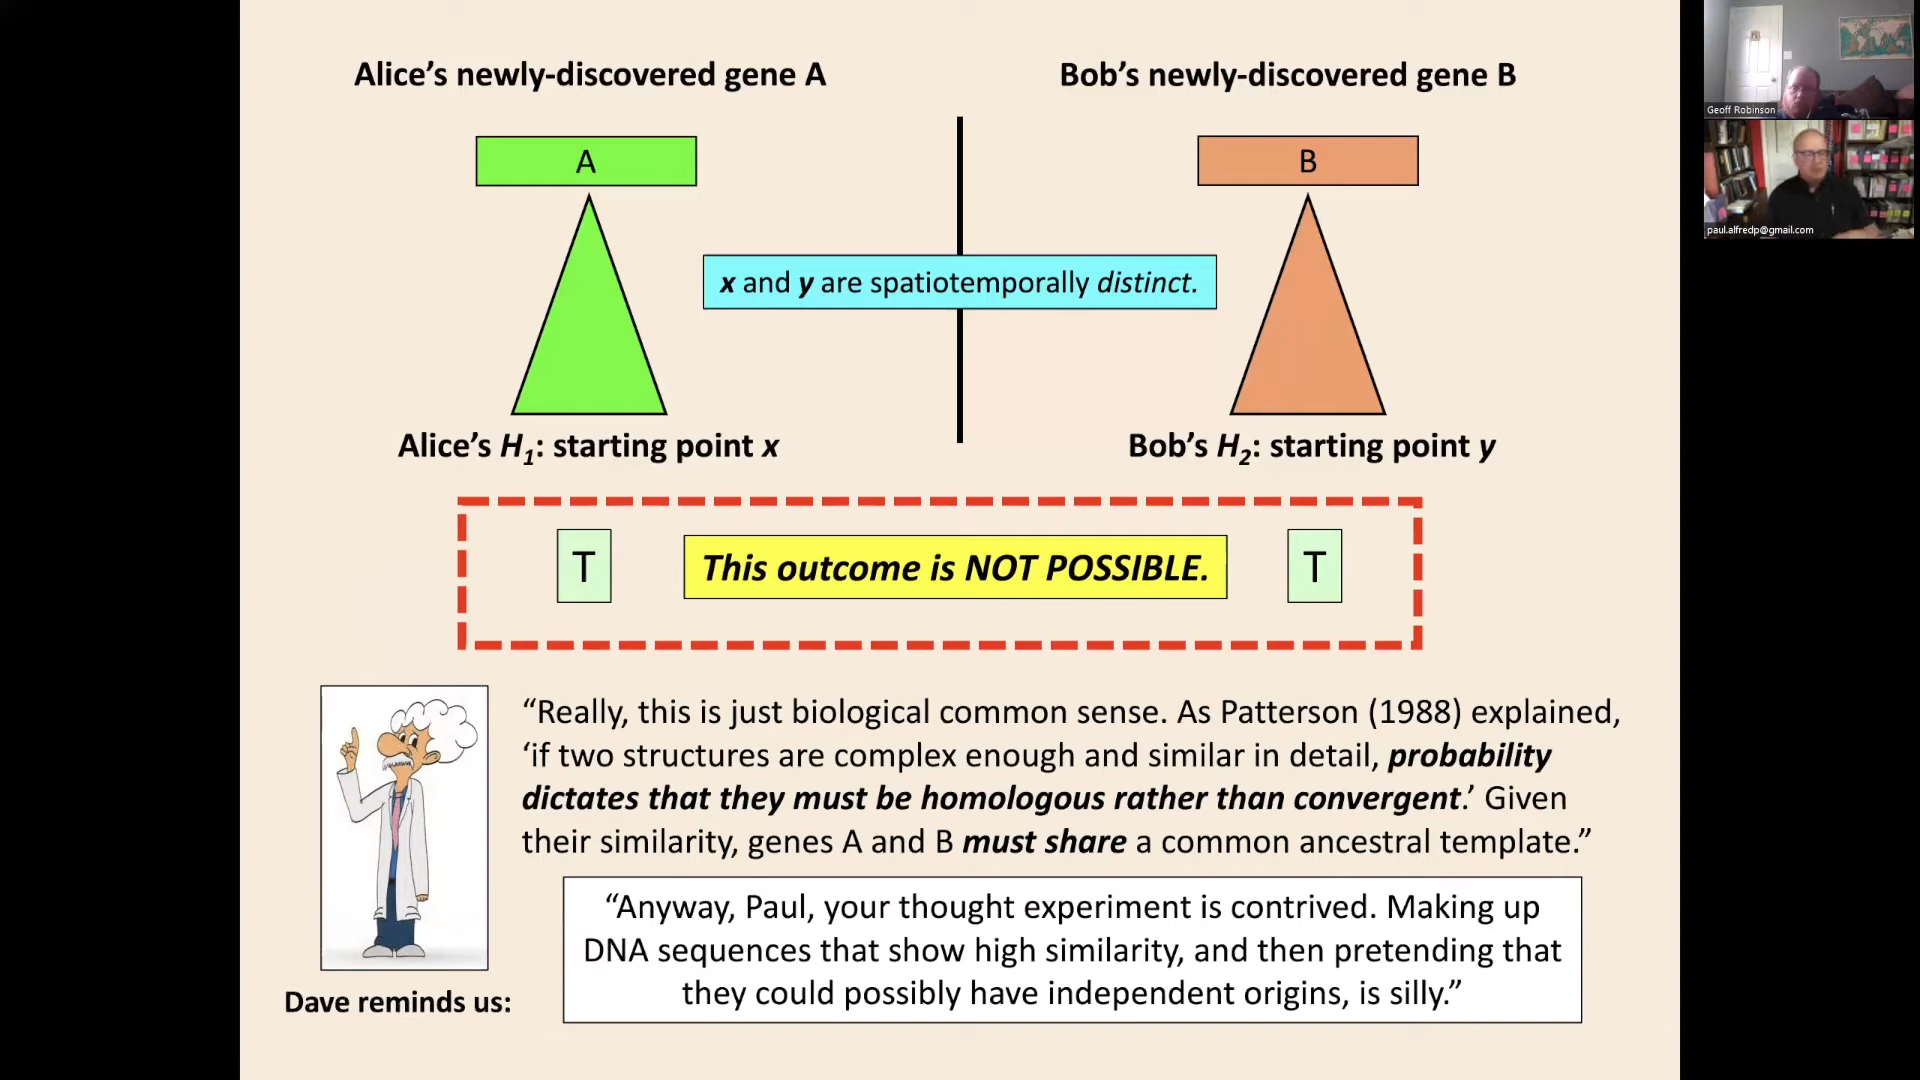 Alice’s newly-discovered gene A
Bob’s newly-discovered gene B
A
B
x and y are spatiotemporally distinct.
Alice’s H1: starting point x
Bob’s H2: starting point y
T
This outcome is NOT POSSIBLE.
T
“Really, this is just biological common sense. As Patterson (1988) explained,
‘if two structures are complex enough and similar in detail, probability
dictates that they must be homologous rather than convergent.’ Given
their similarity, genes A and B must share a common ancestral template.”
“Anyway, Paul, your thought experiment is contrived. Making up
DNA sequences that show high similarity, and then pretending that
they could possibly have independent origins, is silly.”
Dave reminds us:
Geoff Robinson
paul.alfredp@gmail.com